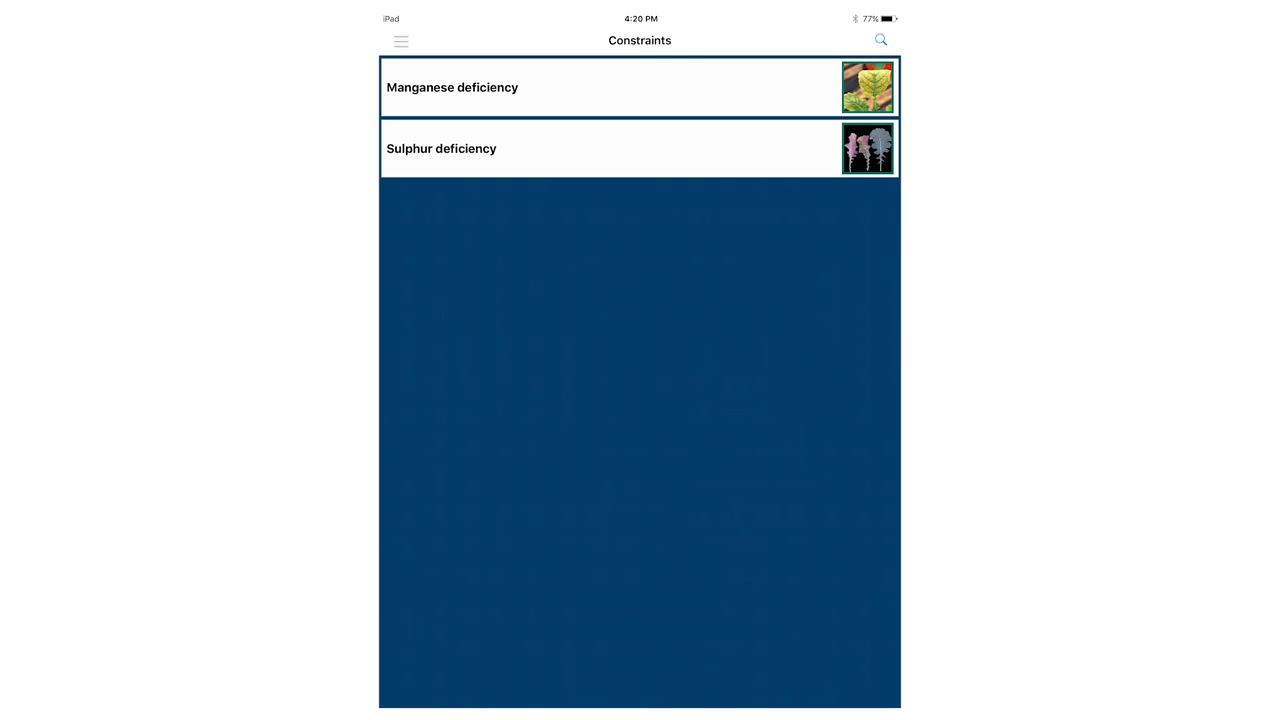 iPad
4:20 PM
77%
Constraints
Manganese deficiency
Sulphur deficiency